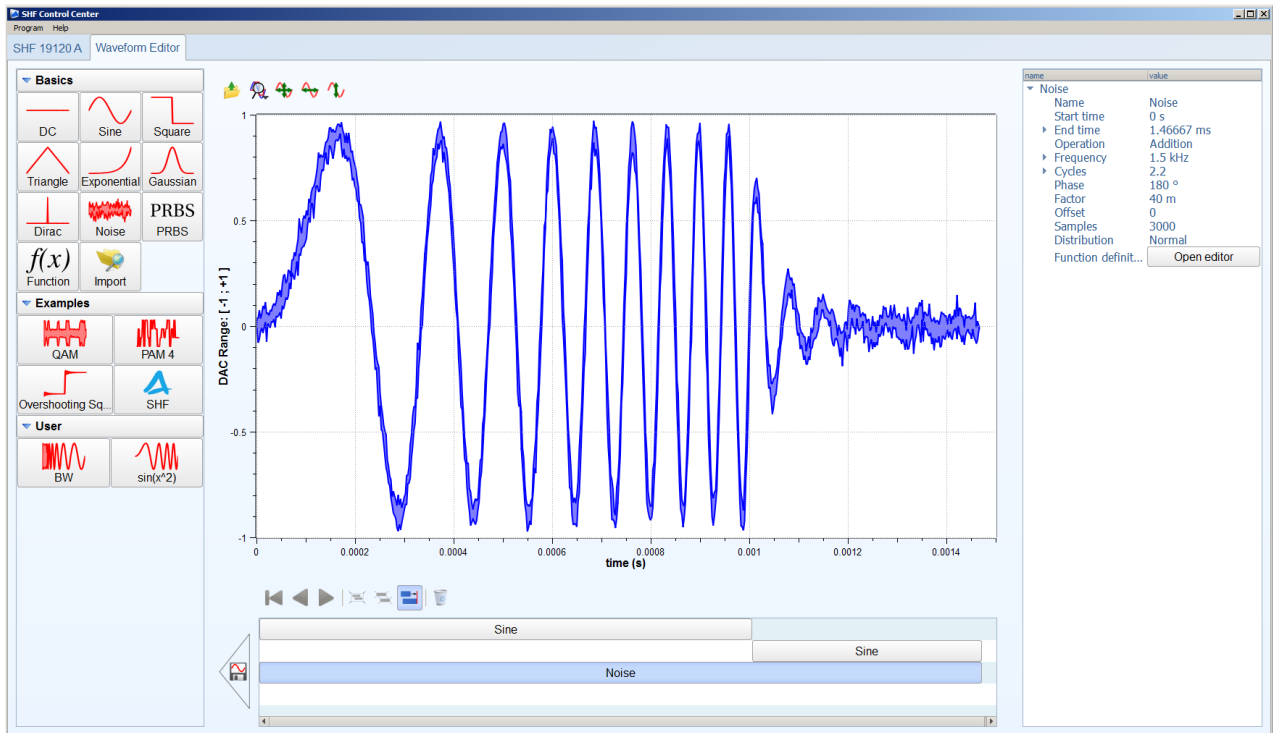 SHF Control Center
Program Help
SHF 19120 A Waveform Editor
Basics
DC Sine Square
Triangle Exponential Gaussian
Dirac Noise PRBS PRBS
f(x) Function Import
Examples
QAM PAM 4
Overshooting Sq... SHF
User
BW sin(x^2)
DAC Range: [ -1 ; +1 ]
1
0.5
0
-0.5
-1
0 0.0002 0.0004 0.0006 0.0008 0.001 0.0012 0.0014
time (s)
Sine
Sine
Noise
name value
Noise
Name Noise
Start time 0 s
End time 1.46667 ms
Operation Addition
Frequency 1.5 kHz
Cycles 2.2
Phase 180 °
Factor 40 m
Offset 0
Samples 3000
Distribution Normal
Function definit... Open editor